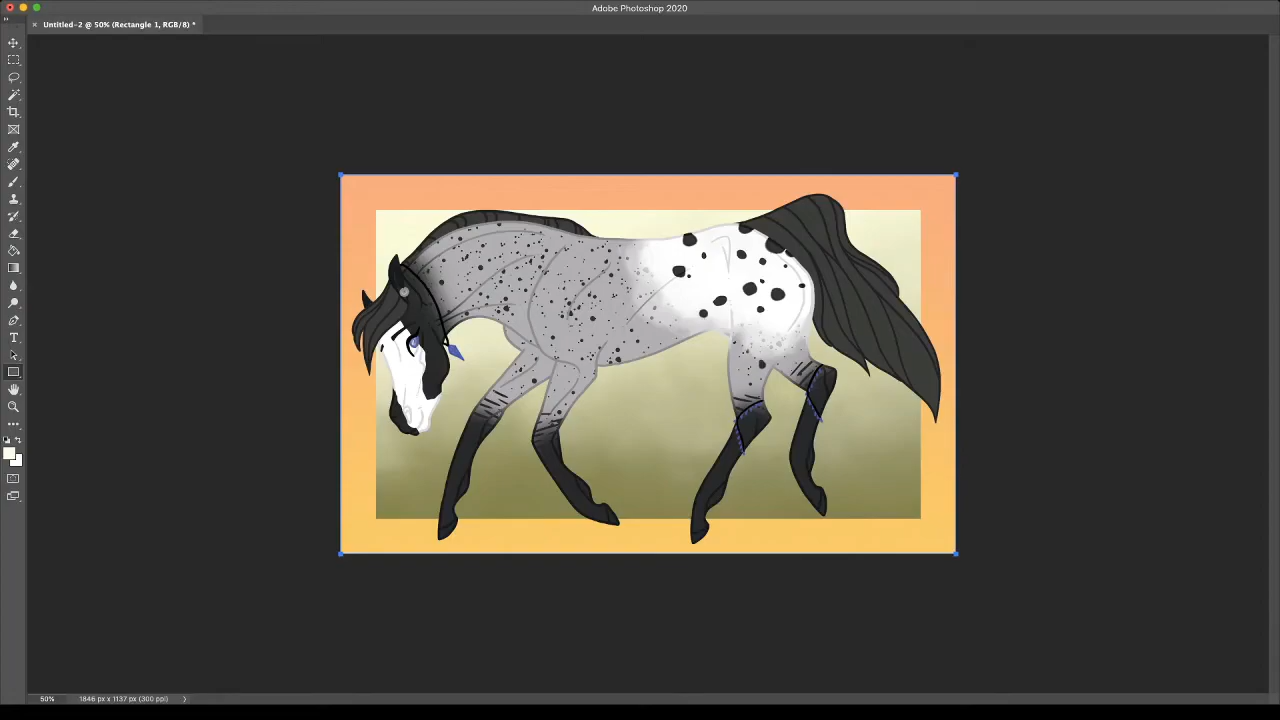 Adobe Photoshop 2020
× Untitled-2 @ 50% (Rectangle 1, RGB/8) *
50% 1846 px x 1137 px (300 ppi)